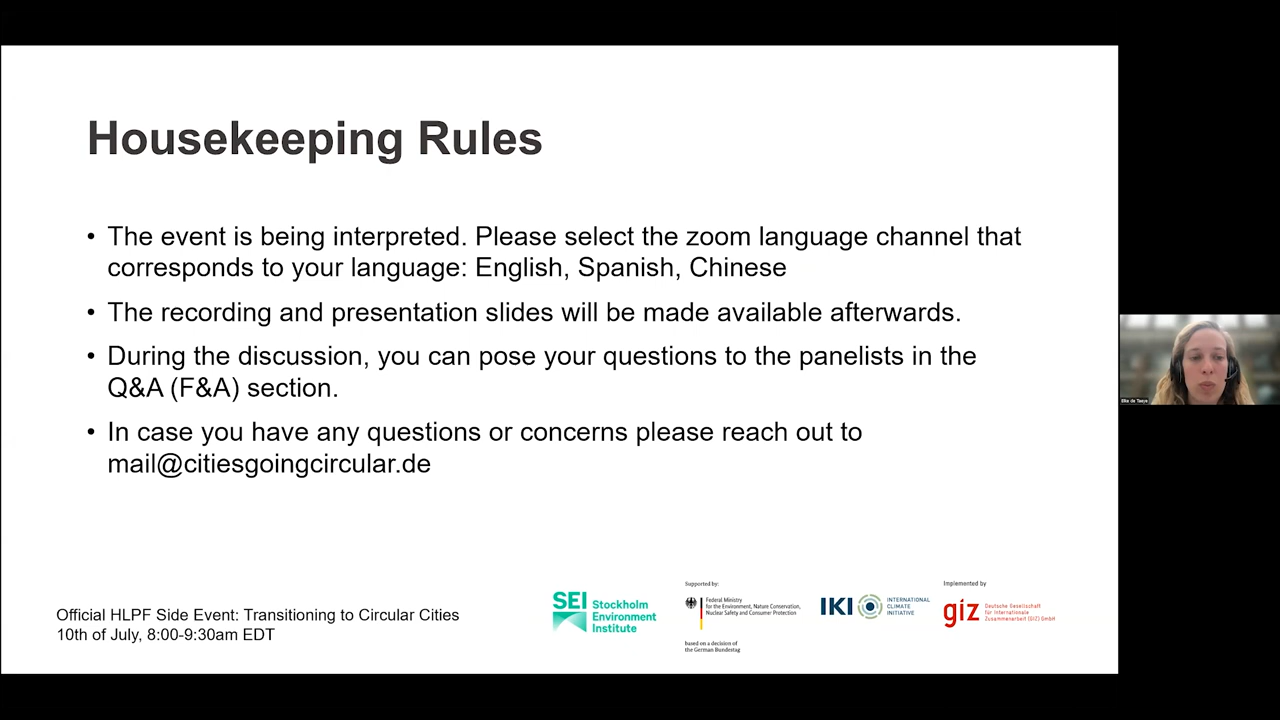 Housekeeping Rules
• The event is being interpreted. Please select the zoom language channel that
corresponds to your language: English, Spanish, Chinese
• The recording and presentation slides will be made available afterwards.
• During the discussion, you can pose your questions to the panelists in the
Q&A (F&A) section.
• In case you have any questions or concerns please reach out to
mail@citiesgoingcircular.de
Official HLPF Side Event: Transitioning to Circular Cities
10th of July, 8:00-9:30am EDT
SEI Stockholm
Environment
Institute
Supported by:
Federal Ministry
for the Environment, Nature Conservation,
Nuclear Safety and Consumer Protection
based on a decision of
the German Bundestag
IKI INTERNATIONAL
CLIMATE
INITIATIVE
Implemented by
giz Deutsche Gesellschaft
für Internationale
Zusammenarbeit (GIZ) GmbH